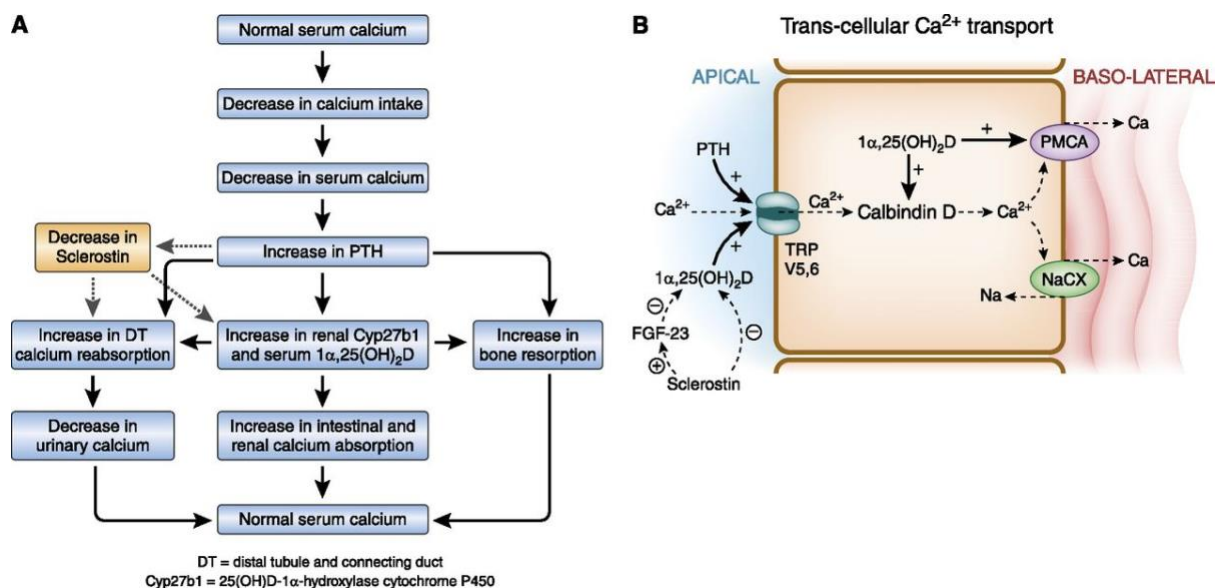 A
Normal serum calcium
Decrease in calcium intake
Decrease in serum calcium
Decrease in
Sclerostin
Increase in PTH
Increase in DT
calcium reabsorption
Increase in renal Cyp27b1
and serum 1α,25(OH)₂D
Increase in
bone resorption
Decrease in
urinary calcium
Increase in intestinal and
renal calcium absorption
Normal serum calcium
DT = distal tubule and connecting duct
Cyp27b1 = 25(OH)D-1α-hydroxylase cytochrome P450
B
Trans-cellular Ca²⁺ transport
APICAL
BASO-LATERAL
PTH
+
1α,25(OH)₂D
+
+
PMCA
Ca
Ca²⁺
Ca²⁺
Calbindin D
Ca²⁺
+
TRP
V5,6
1α,25(OH)₂D
NaCX
Ca
Na
−
FGF-23
−
+
Sclerostin